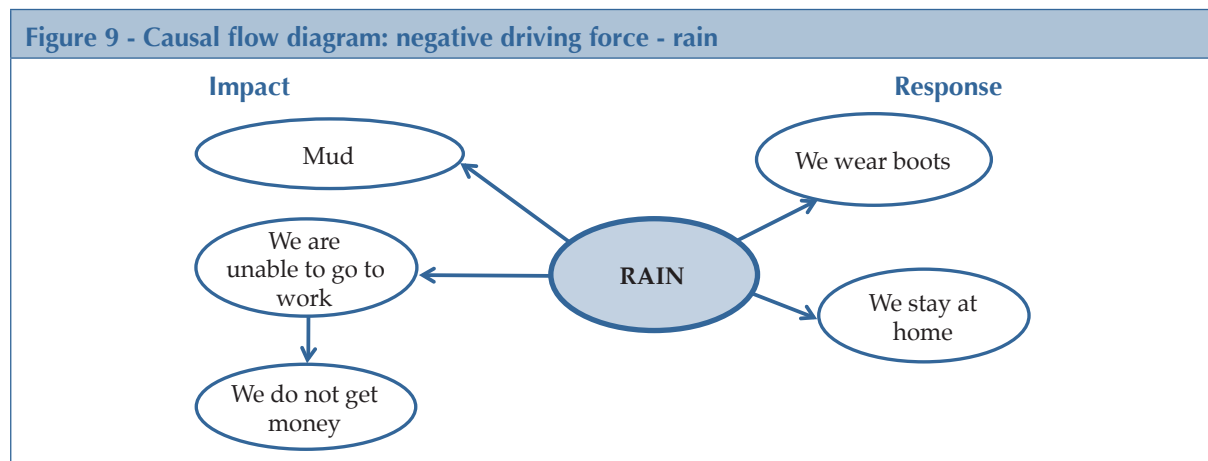 Figure 9 - Causal flow diagram: negative driving force - rain
Impact
Response
Mud
We wear boots
We are
unable to go to
work
RAIN
We stay at
home
We do not get
money